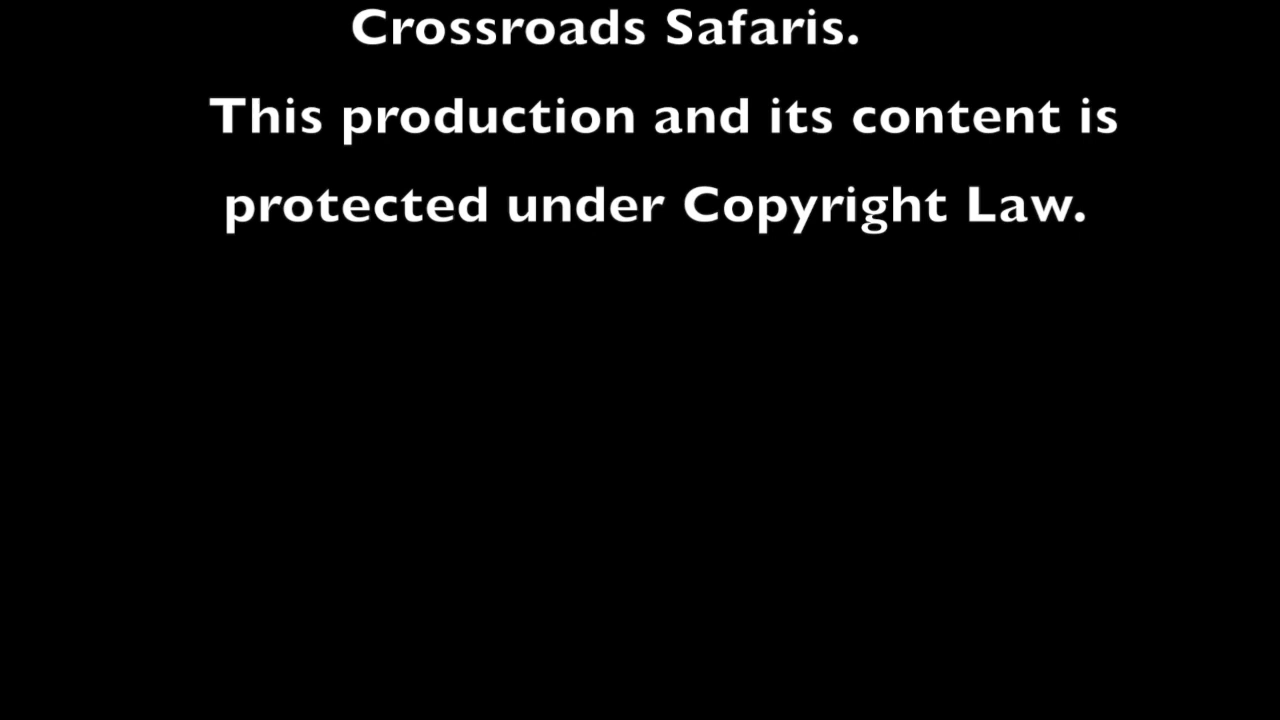 Crossroads Safaris.
This production and its content is
protected under Copyright Law.